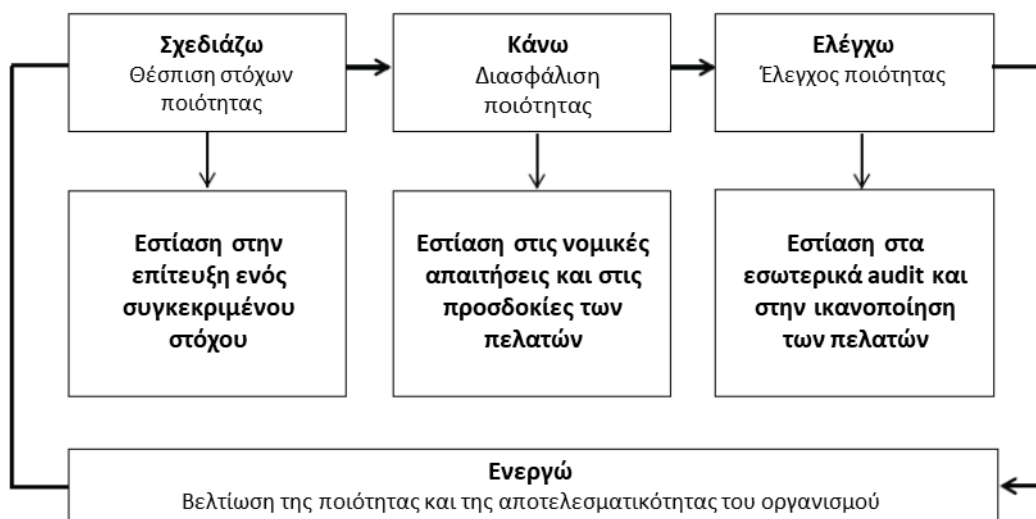 Σχεδιάζω
Θέσπιση στόχων
ποιότητας
Κάνω
Διασφάλιση
ποιότητας
Ελέγχω
Έλεγχος ποιότητας
Εστίαση στην
επίτευξη ενός
συγκεκριμένου
στόχου
Εστίαση στις νομικές
απαιτήσεις και στις
προσδοκίες των
πελατών
Εστίαση στα
εσωτερικά audit και
στην ικανοποίηση
των πελατών
Ενεργώ
Βελτίωση της ποιότητας και της αποτελεσματικότητας του οργανισμού